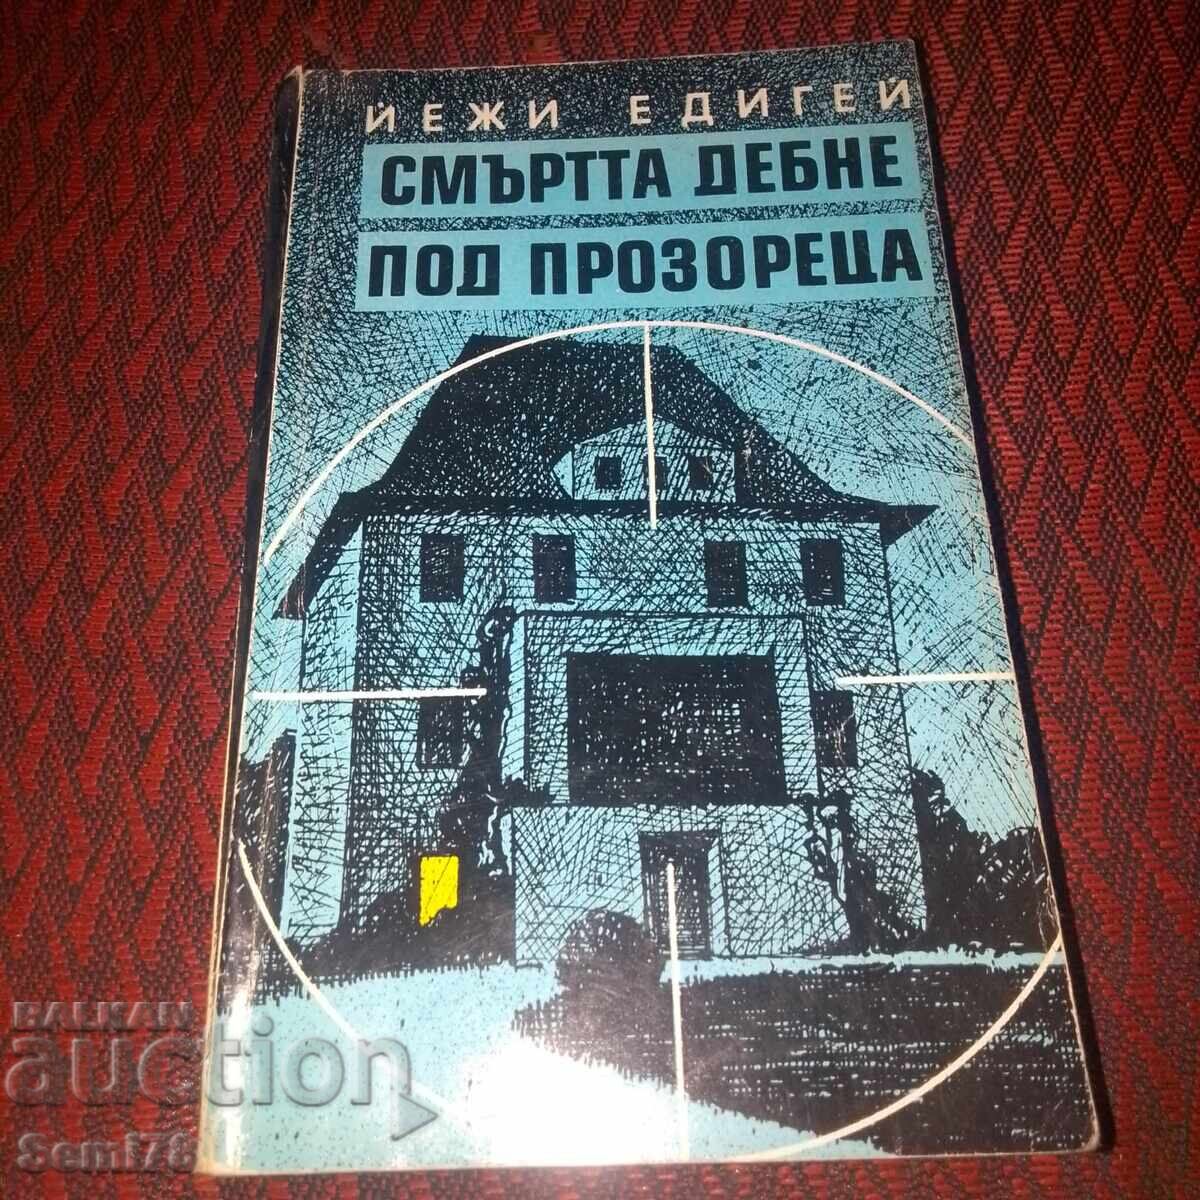 ЙЕЖИ ЕДИГЕЙ
СМЪРТТА ДЕБНЕ
ПОД ПРОЗОРЕЦА
BALKAN
auction
Semi78